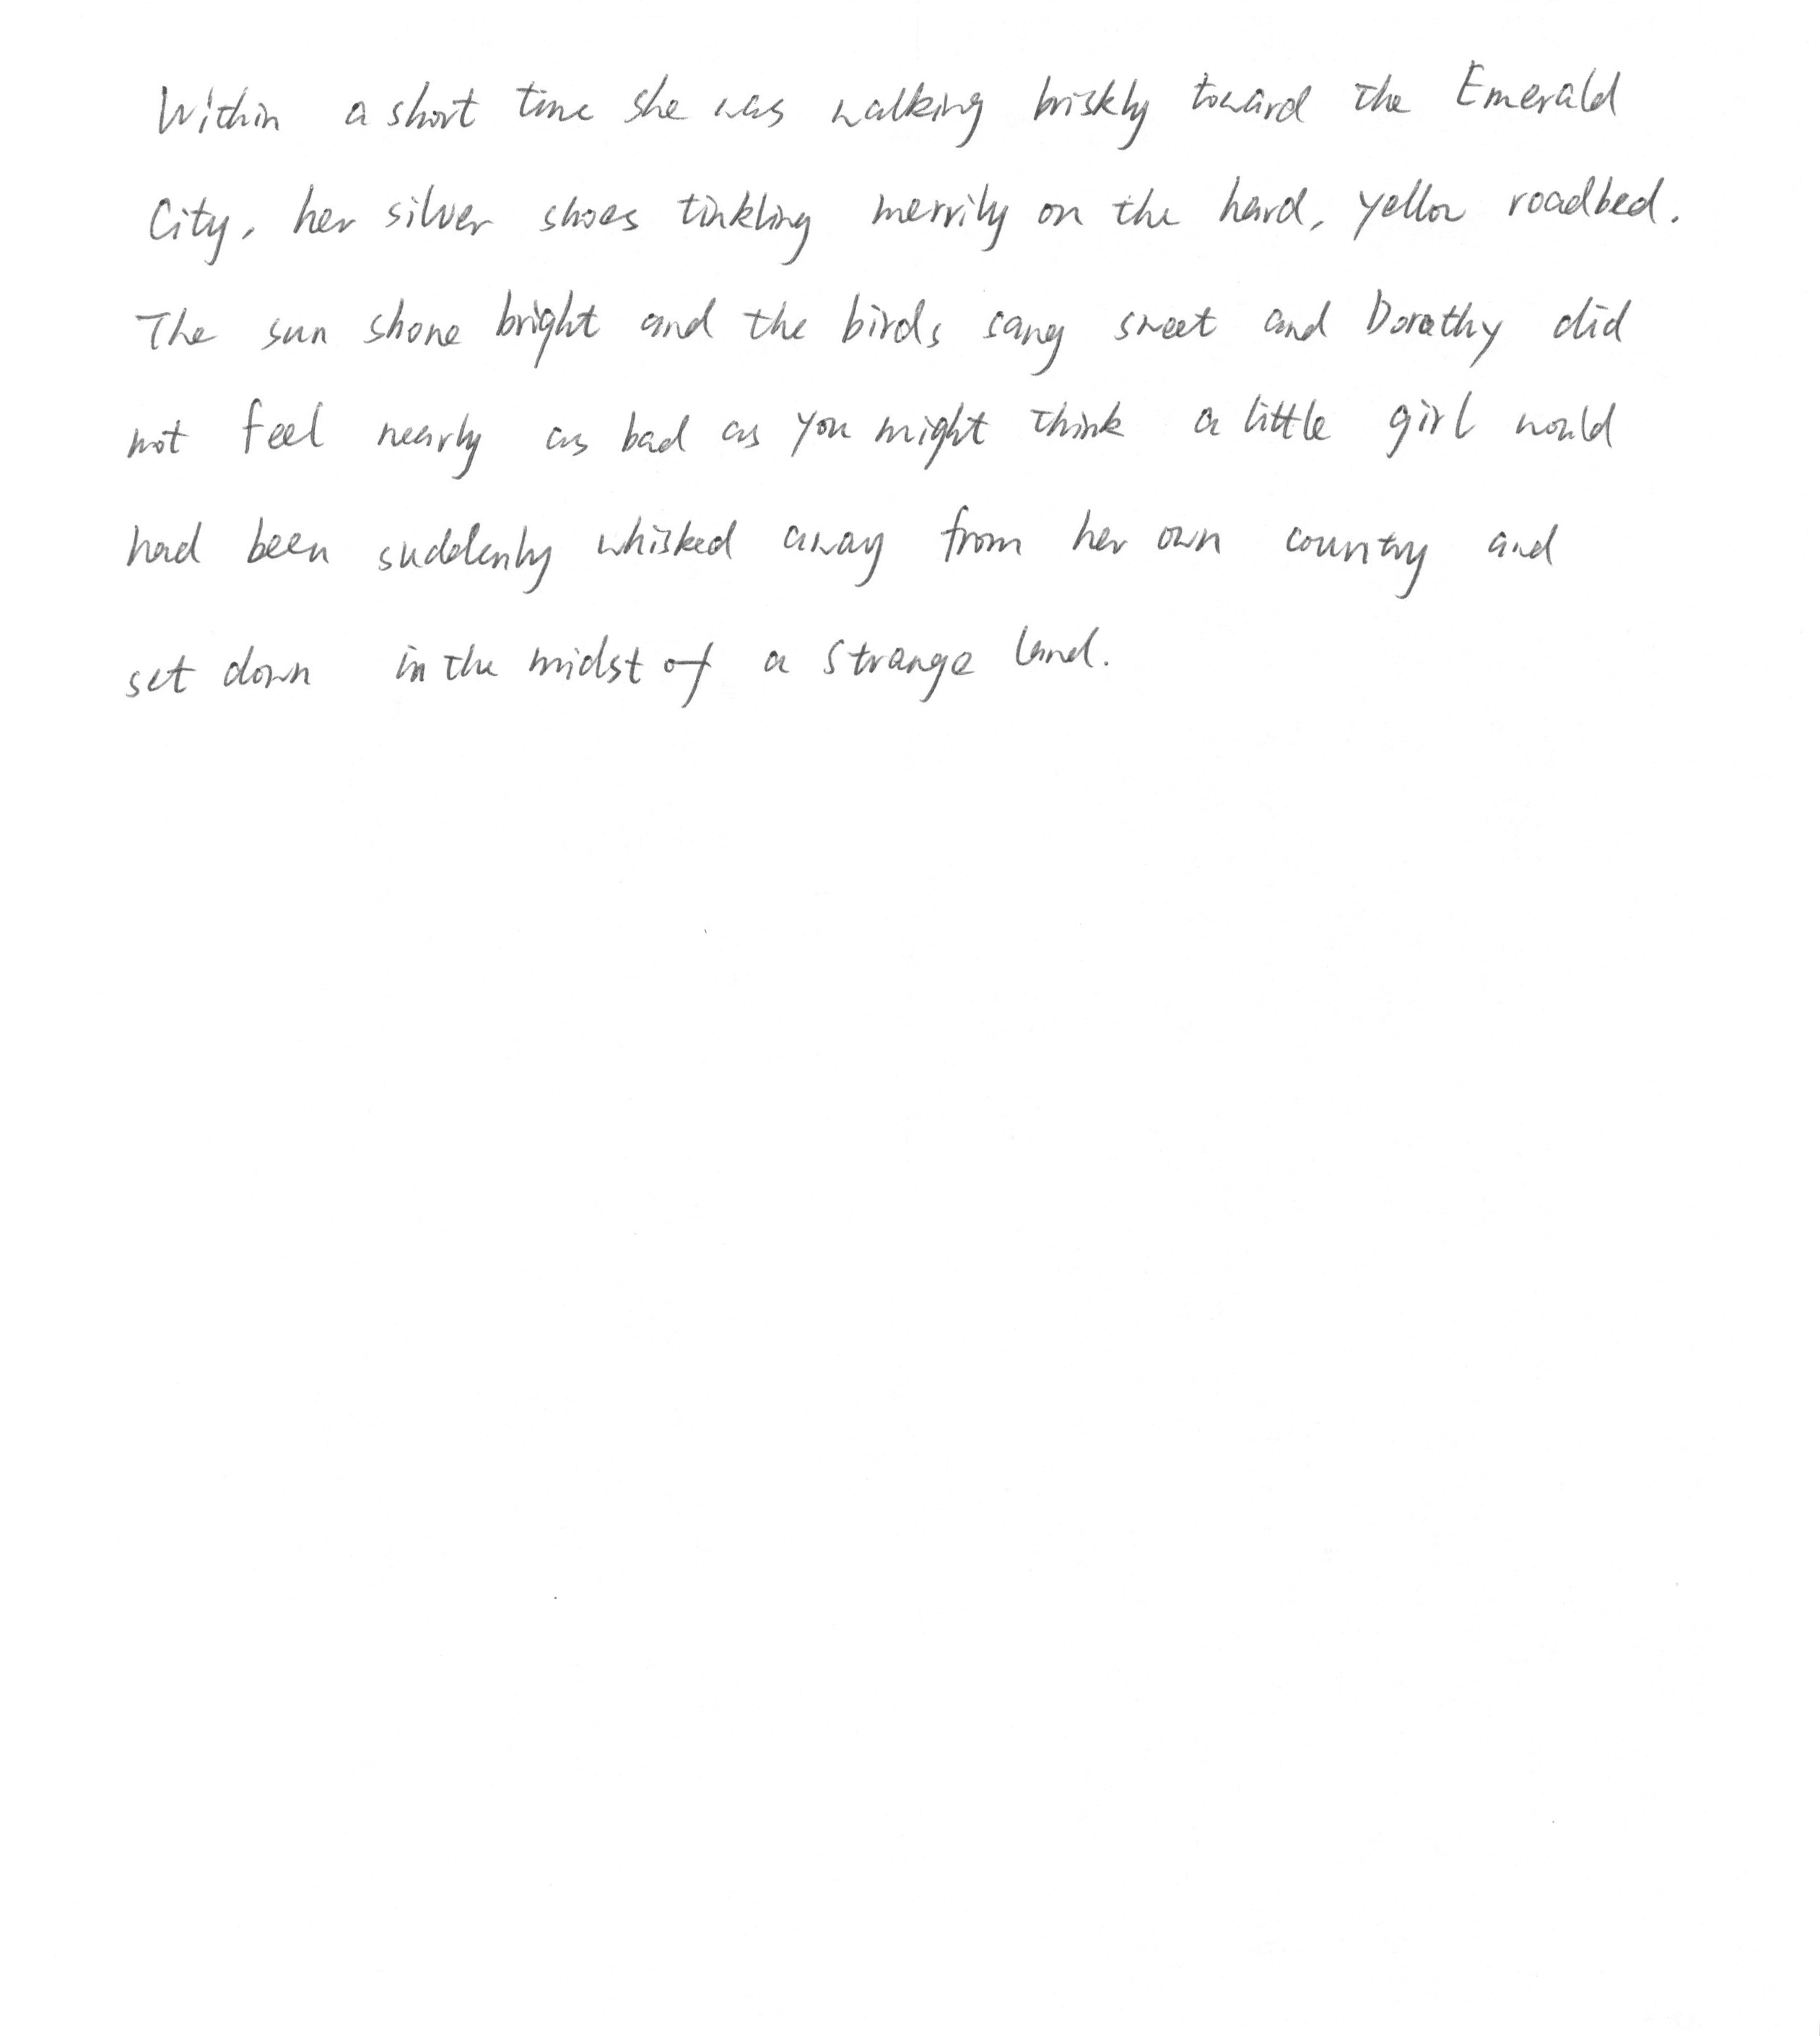 Within a short time she was walking briskly toward the Emerald
City, her silver shoes tinkling merrily on the hard, yellow roadbed.
The sun shone bright and the birds sang sweet and Dorothy did
not feel nearly as bad as you might think a little girl would
had been suddenly whisked away from her own country and
set down in the midst of a strange land.